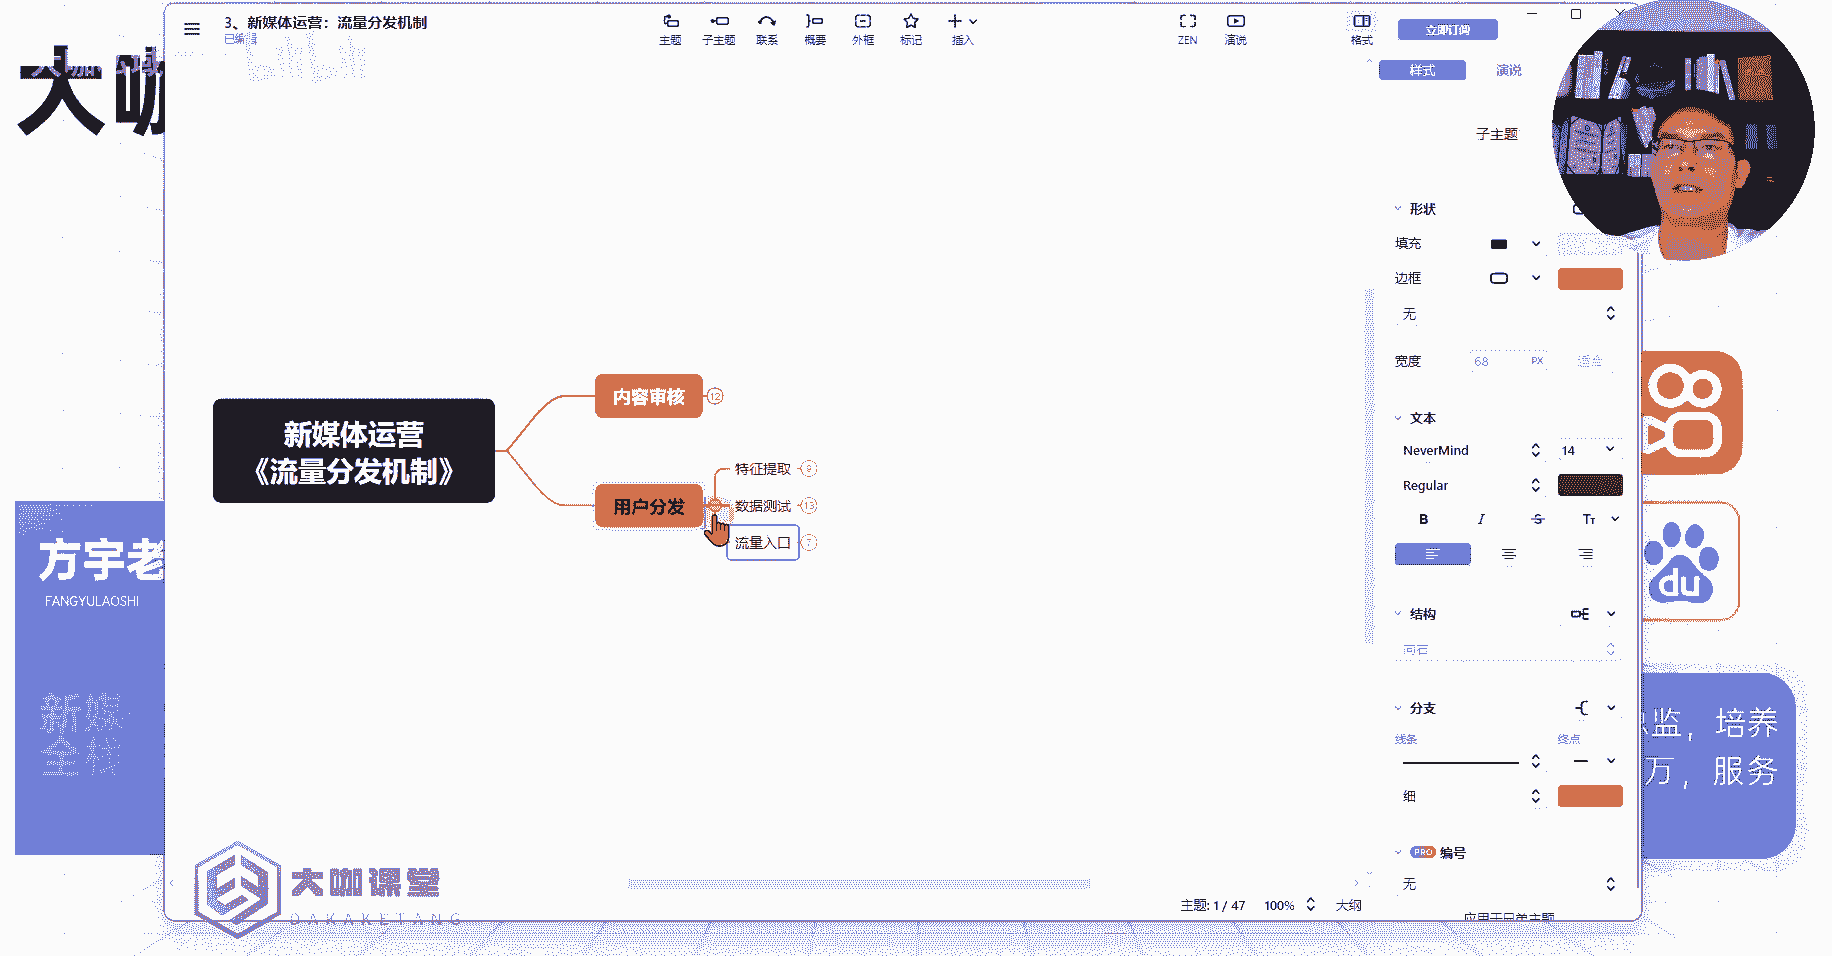 3、新媒体运营：流量分发机制
已编辑
主题
子主题
联系
概要
外框
标记
插入
ZEN
演说
格式
立即订阅
样式
演说
子主题
大咖
形状
填充
边框
无
宽度
68
PX
文本
NeverMind
14
Regular
B
I
S
TT
结构
向右
分支
线条
终点
细
PRO
编号
无
应用于兄弟主题
新媒体运营
《流量分发机制》
内容审核
12
用户分发
特征提取
9
数据测试
13
流量入口
7
方宇老
FANGYULAOSHI
新媒
全栈
du
总监，培养
万，服务
大咖课堂
DAKAKETANG
主题: 1 / 47
100%
大纲